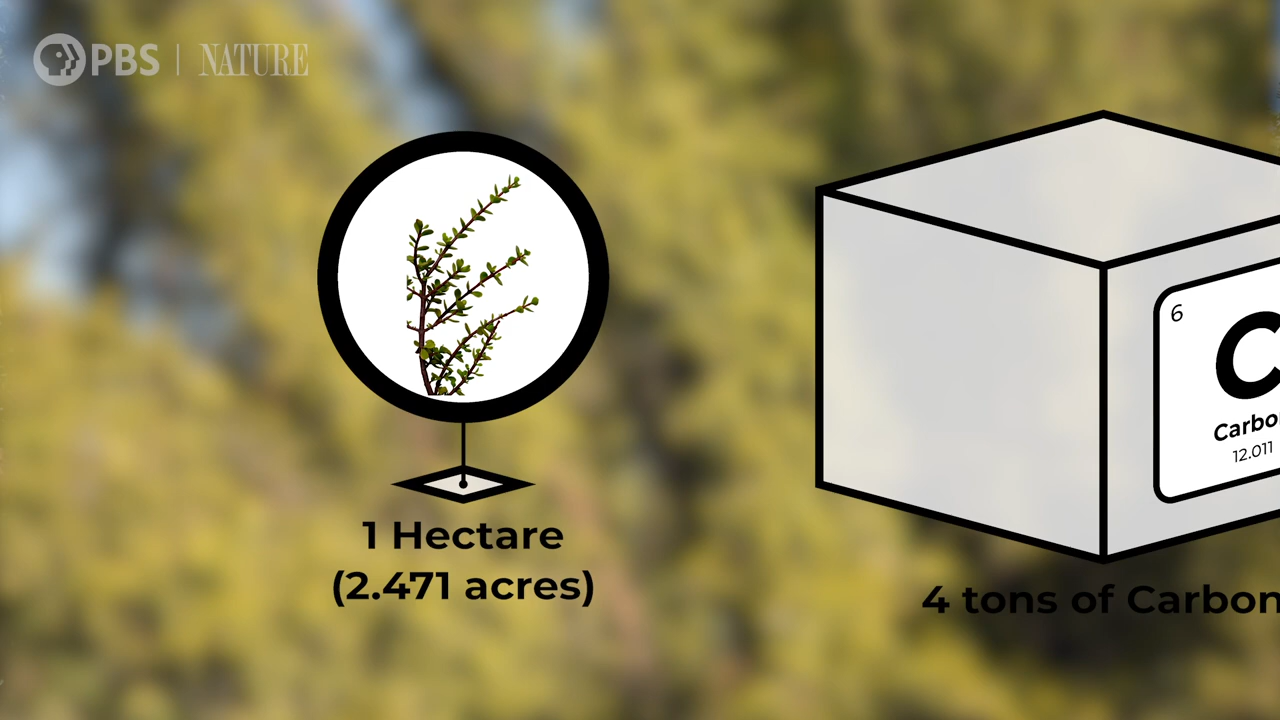 PBS | NATURE
6
C
Carbo
12.011
1 Hectare
(2.471 acres)
4 tons of Carbon